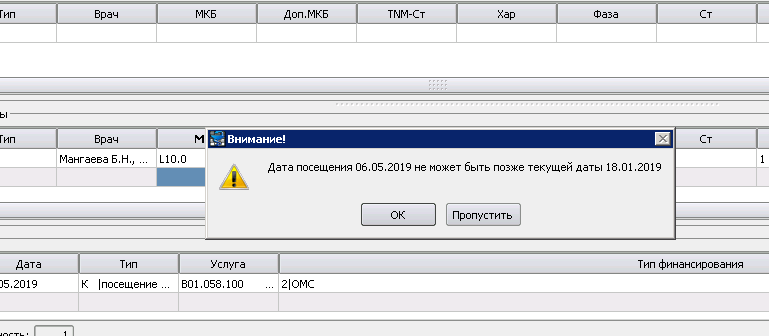 Тип Врач МКБ Доп.МКБ TNM-Ст Хар Фаза Ст
ы
Тип Врач М Ст
Внимание!
Мангаева Б.Н., ... L10.0 1
Дата посещения 06.05.2019 не может быть позже текущей даты 18.01.2019
OK Пропустить
Дата Тип Услуга Тип финансирования
05.2019 К |посещение ... B01.058.100 ... 2|ОМС
ность: 1